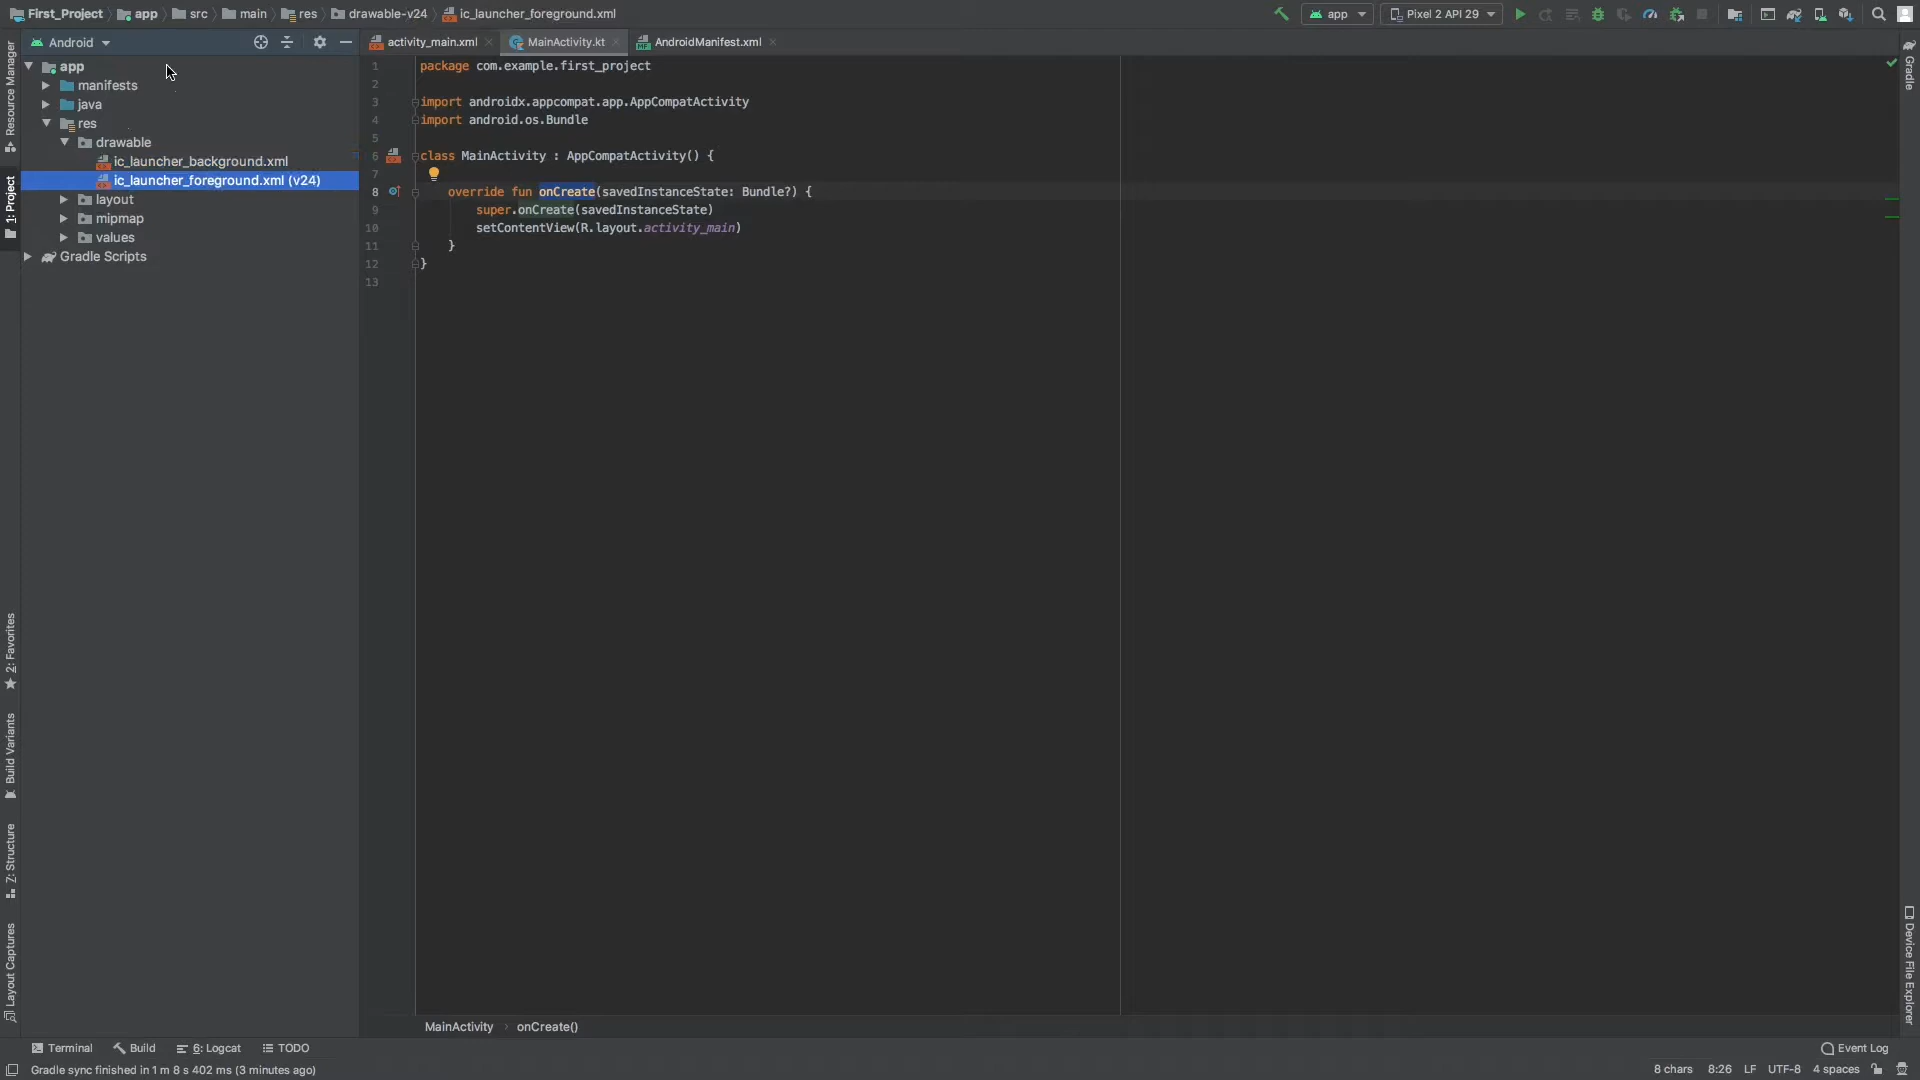 First_Project app src main res drawable-v24 ic_launcher_foreground.xml app Pixel 2 API 29
Android activity_main.xml MainActivity.kt AndroidManifest.xml
app
manifests
java
res
drawable
ic_launcher_background.xml
ic_launcher_foreground.xml (v24)
layout
mipmap
values
Gradle Scripts
1 package com.example.first_project
2
3 import androidx.appcompat.app.AppCompatActivity
4 import android.os.Bundle
5
6 class MainActivity : AppCompatActivity() {
7
8 override fun onCreate(savedInstanceState: Bundle?) {
9 super.onCreate(savedInstanceState)
10 setContentView(R.layout.activity_main)
11 }
12 }
13
Resource Manager
1: Project
2: Favorites
Build Variants
7: Structure
Layout Captures
Gradle
Device File Explorer
MainActivity onCreate()
Terminal Build 6: Logcat TODO Event Log
Gradle sync finished in 1 m 8 s 402 ms (3 minutes ago) 8 chars 8:26 LF UTF-8 4 spaces